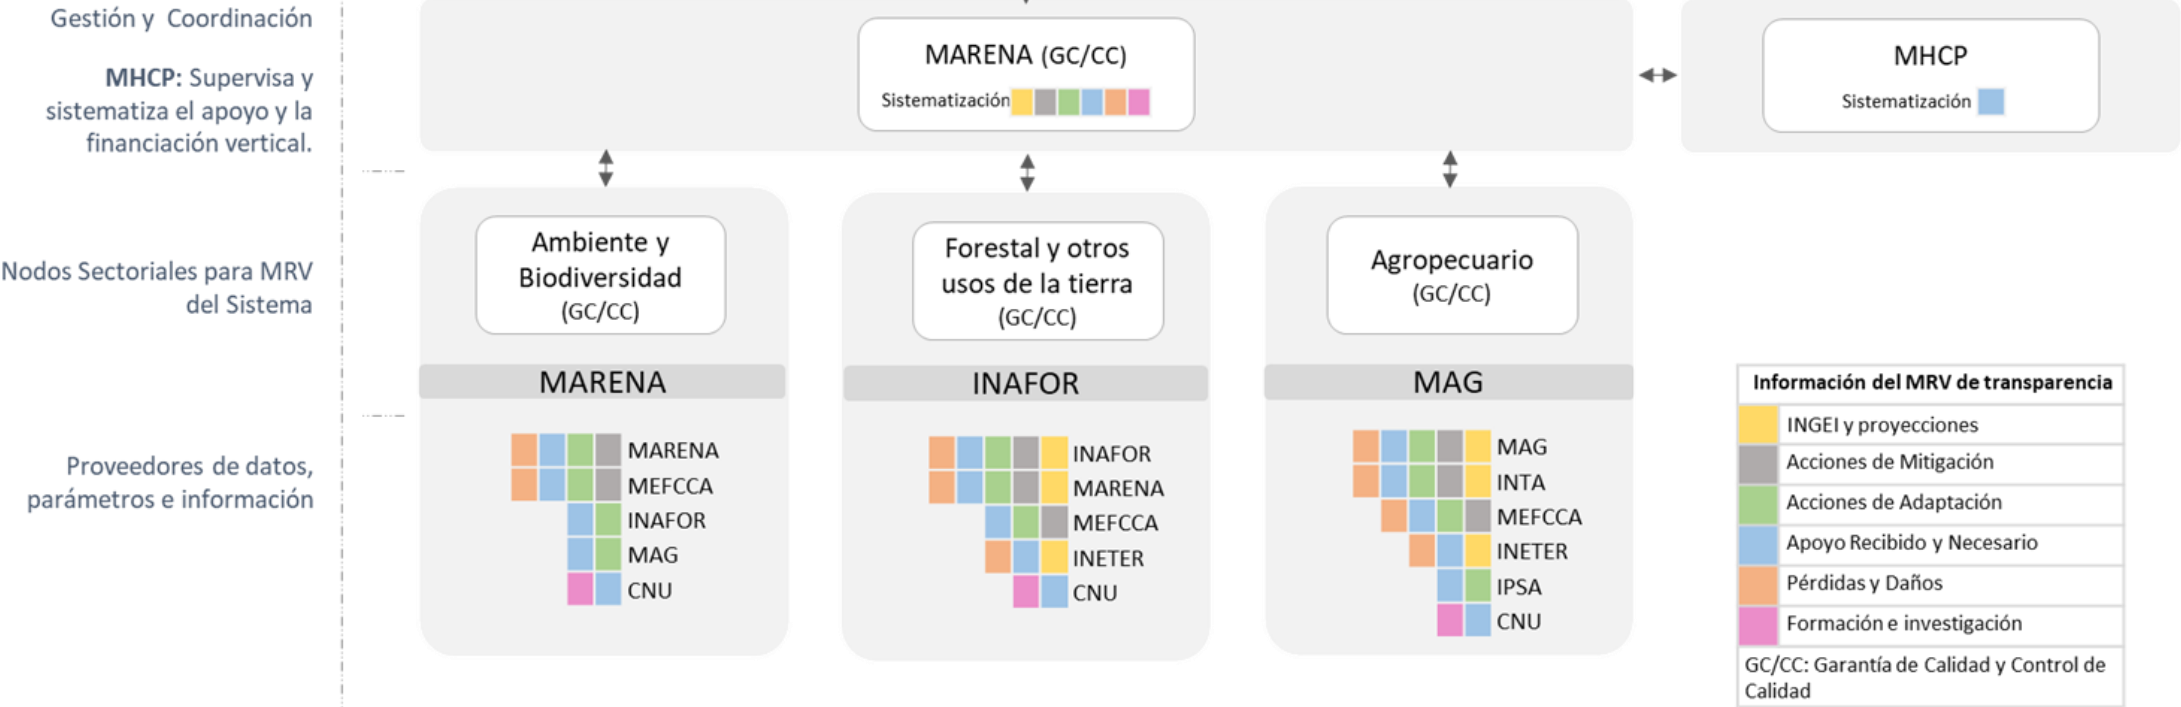 Gestión y Coordinación
MHCP: Supervisa y
sistematiza el apoyo y la
financiación vertical.
MARENA (GC/CC)
Sistematización
MHCP
Sistematización
Nodos Sectoriales para MRV
del Sistema
Ambiente y
Biodiversidad
(GC/CC)
Forestal y otros
usos de la tierra
(GC/CC)
Agropecuario
(GC/CC)
MARENA
INAFOR
MAG
Proveedores de datos,
parámetros e información
MARENA
MEFCCA
INAFOR
MAG
CNU
INAFOR
MARENA
MEFCCA
INETER
CNU
MAG
INTA
MEFCCA
INETER
IPSA
CNU
Información del MRV de transparencia
INGEI y proyecciones
Acciones de Mitigación
Acciones de Adaptación
Apoyo Recibido y Necesario
Pérdidas y Daños
Formación e investigación
GC/CC: Garantía de Calidad y Control de
Calidad